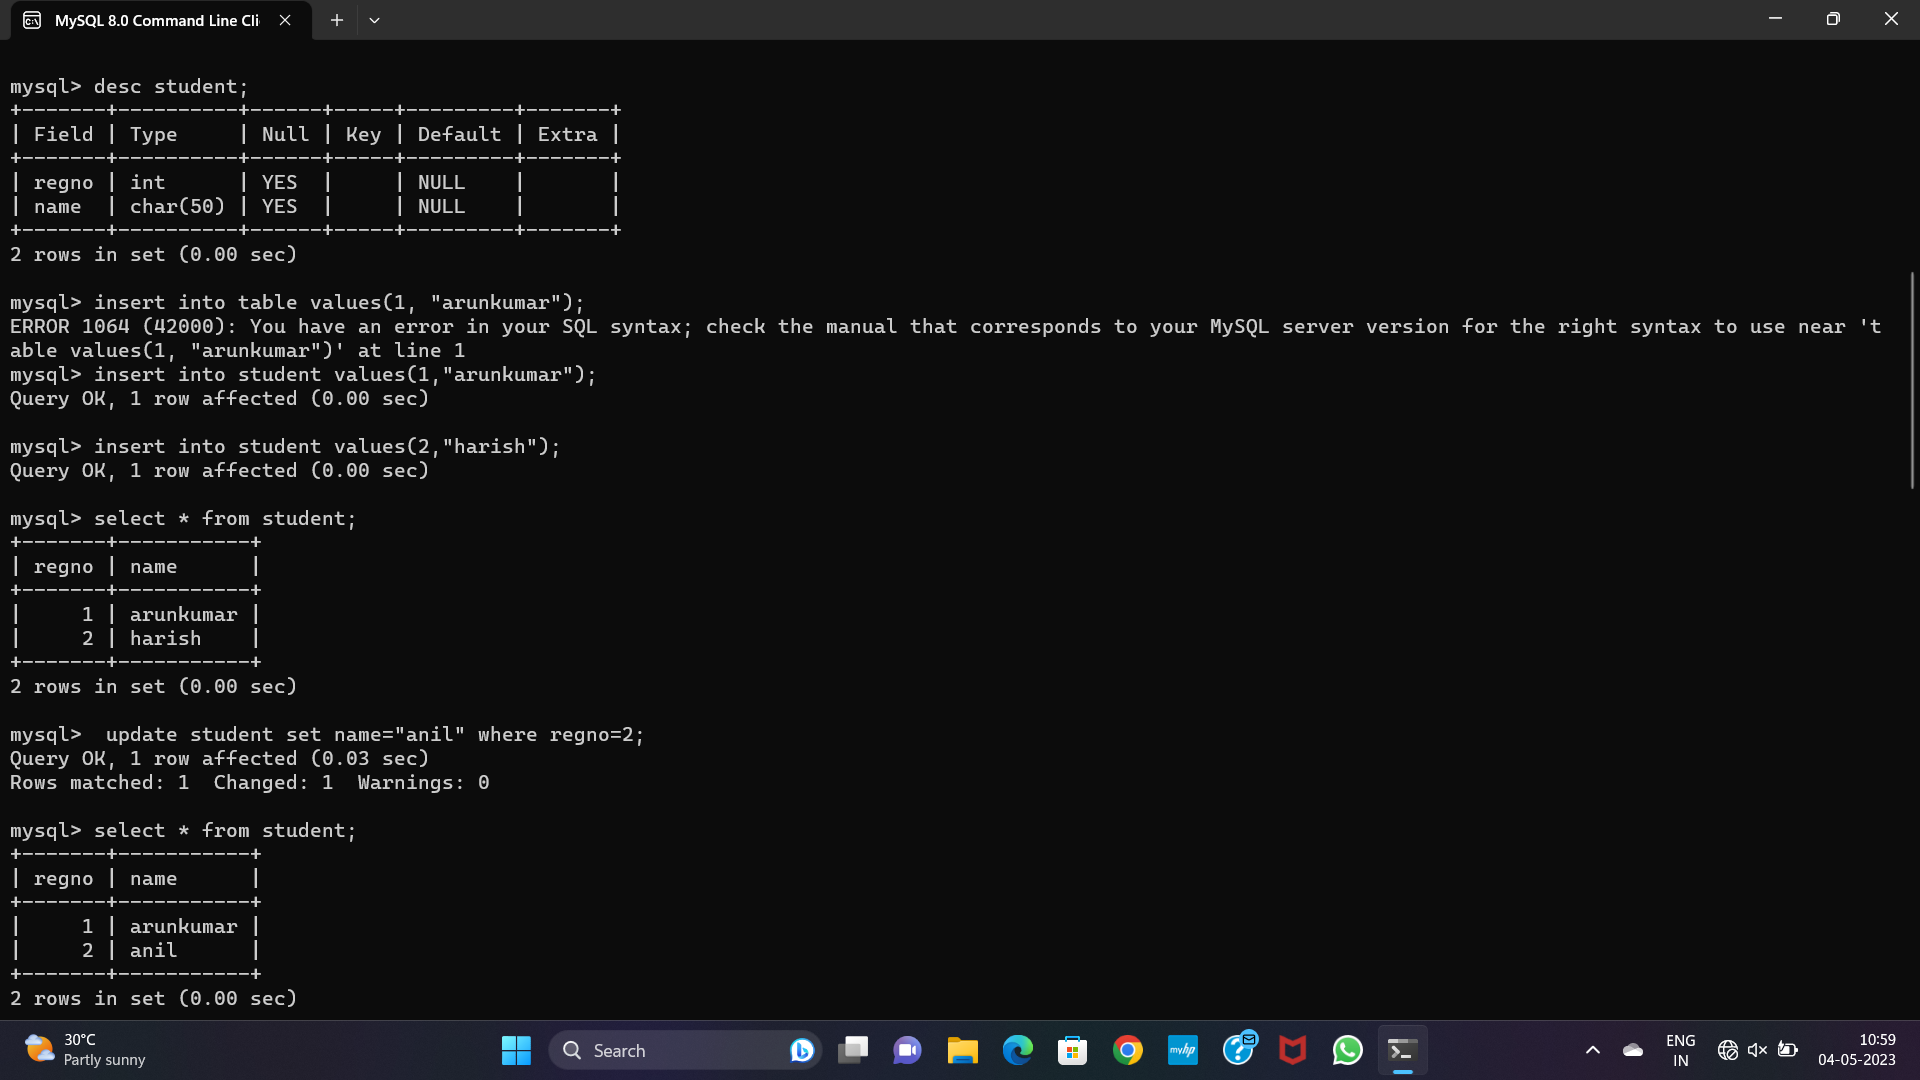 MySQL 8.0 Command Line Cli
mysql> desc student;
+-------+----------+------+-----+---------+-------+
| Field | Type     | Null | Key | Default | Extra |
+-------+----------+------+-----+---------+-------+
| regno | int      | YES  |     | NULL    |       |
| name  | char(50) | YES  |     | NULL    |       |
+-------+----------+------+-----+---------+-------+
2 rows in set (0.00 sec)
mysql> insert into table values(1, "arunkumar");
ERROR 1064 (42000): You have an error in your SQL syntax; check the manual that corresponds to your MySQL server version for the right syntax to use near 't
able values(1, "arunkumar")' at line 1
mysql> insert into student values(1,"arunkumar");
Query OK, 1 row affected (0.00 sec)
mysql> insert into student values(2,"harish");
Query OK, 1 row affected (0.00 sec)
mysql> select * from student;
+-------+-----------+
| regno | name      |
+-------+-----------+
|     1 | arunkumar |
|     2 | harish    |
+-------+-----------+
2 rows in set (0.00 sec)
mysql>  update student set name="anil" where regno=2;
Query OK, 1 row affected (0.03 sec)
Rows matched: 1  Changed: 1  Warnings: 0
mysql> select * from student;
+-------+-----------+
| regno | name      |
+-------+-----------+
|     1 | arunkumar |
|     2 | anil      |
+-------+-----------+
2 rows in set (0.00 sec)
30°C
Partly sunny
Search
myhp
ENG
IN
10:59
04-05-2023